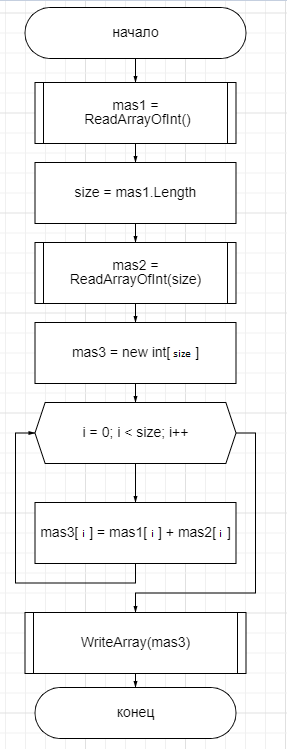 начало
mas1 =
ReadArrayOfInt()
size = mas1.Length
mas2 =
ReadArrayOfInt(size)
mas3 = new int[ size ]
i = 0; i < size; i++
mas3[ i ] = mas1[ i ] + mas2[ i ]
WriteArray(mas3)
конец